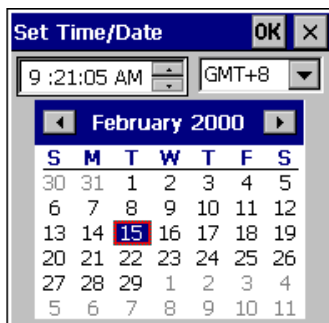 Set Time/Date OK ×
9 :21:05 AM GMT+8
February 2000
S M T W T F S
30 31 1 2 3 4 5
6 7 8 9 10 11 12
13 14 15 16 17 18 19
20 21 22 23 24 25 26
27 28 29 1 2 3 4
5 6 7 8 9 10 11